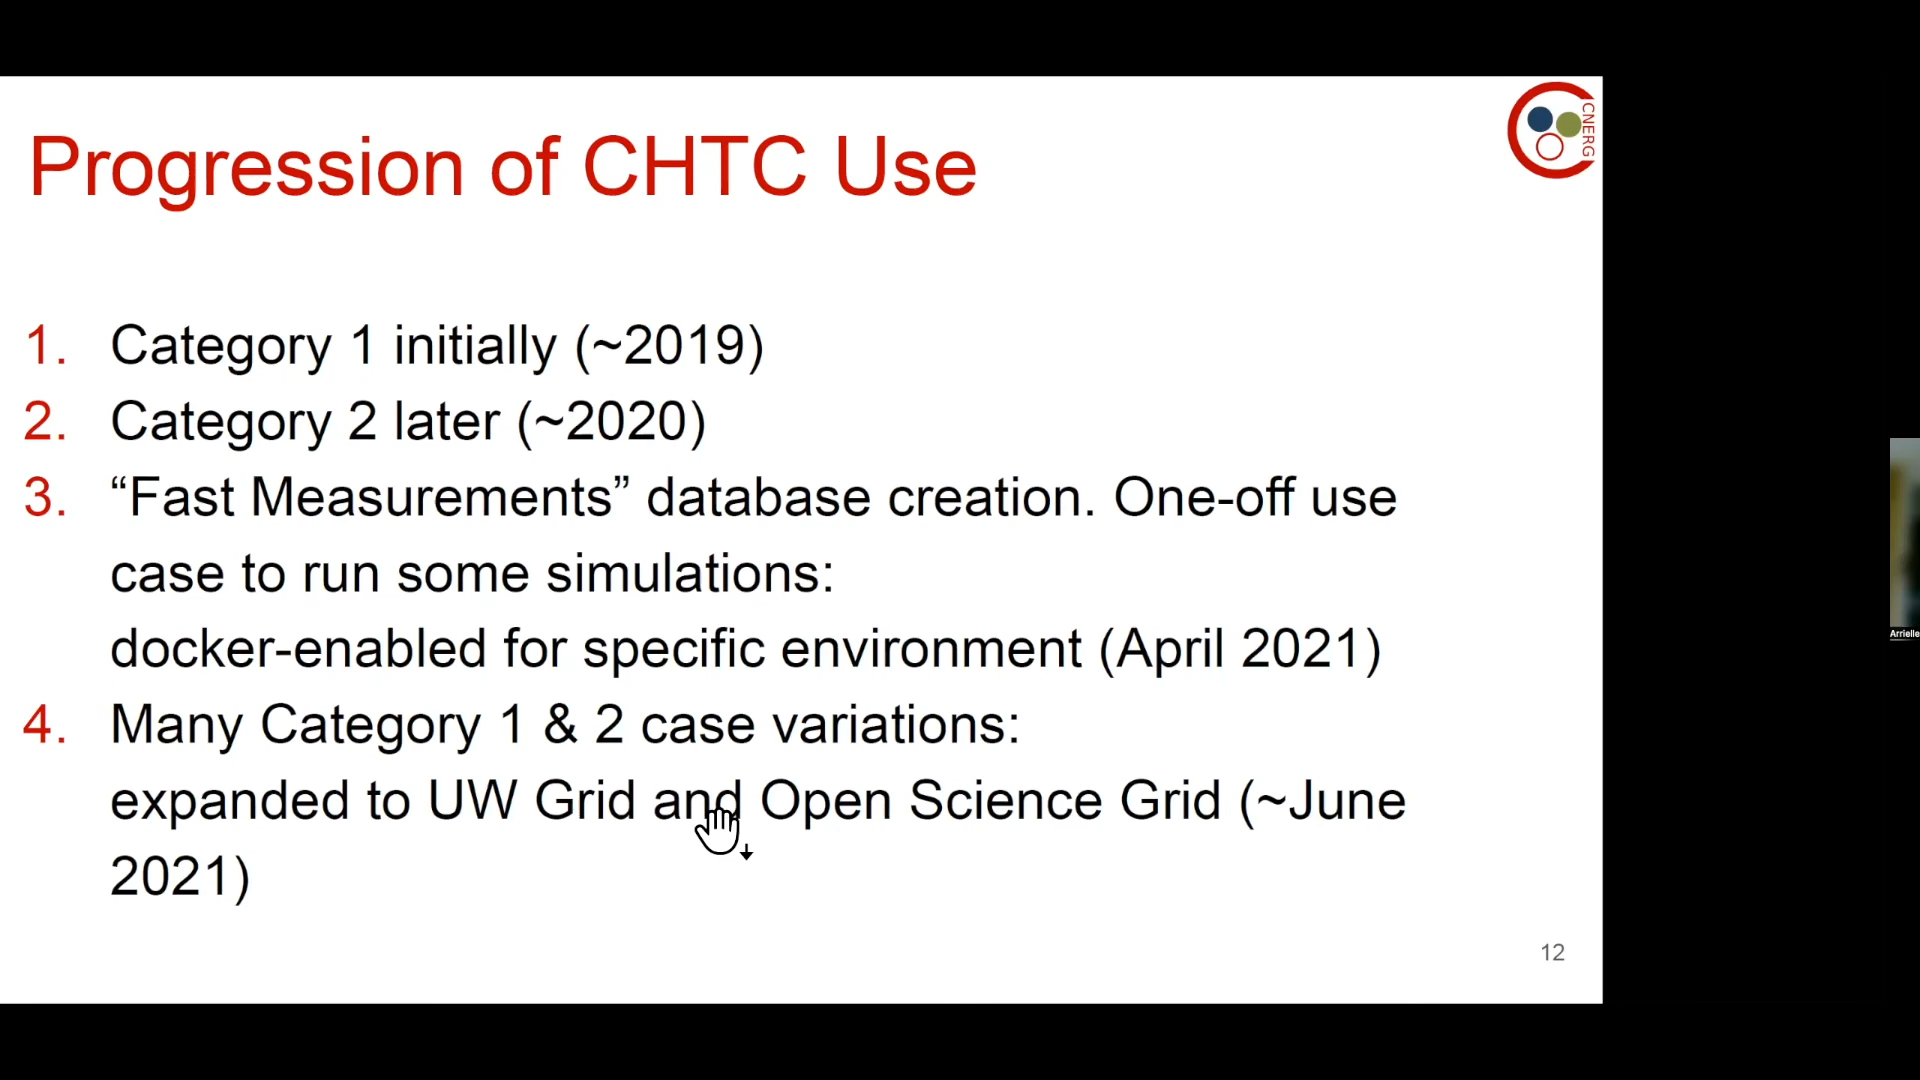 CNERG
Progression of CHTC Use
1. Category 1 initially (~2019)
2. Category 2 later (~2020)
3. “Fast Measurements” database creation. One-off use
case to run some simulations:
docker-enabled for specific environment (April 2021)
4. Many Category 1 & 2 case variations:
expanded to UW Grid and Open Science Grid (~June
2021)
12
Arrielle